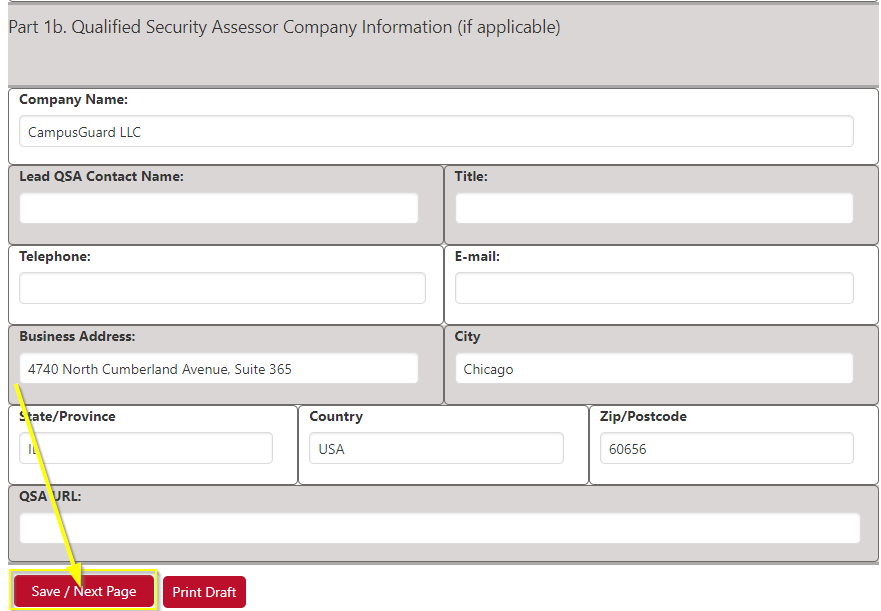 Part 1b. Qualified Security Assessor Company Information (if applicable)
Company Name:
CampusGuard LLC
Lead QSA Contact Name: Title:
Telephone: E-mail:
Business Address: City
4740 North Cumberland Avenue, Suite 365 Chicago
State/Province Country Zip/Postcode
IL USA 60656
QSA URL:
Save / Next Page Print Draft